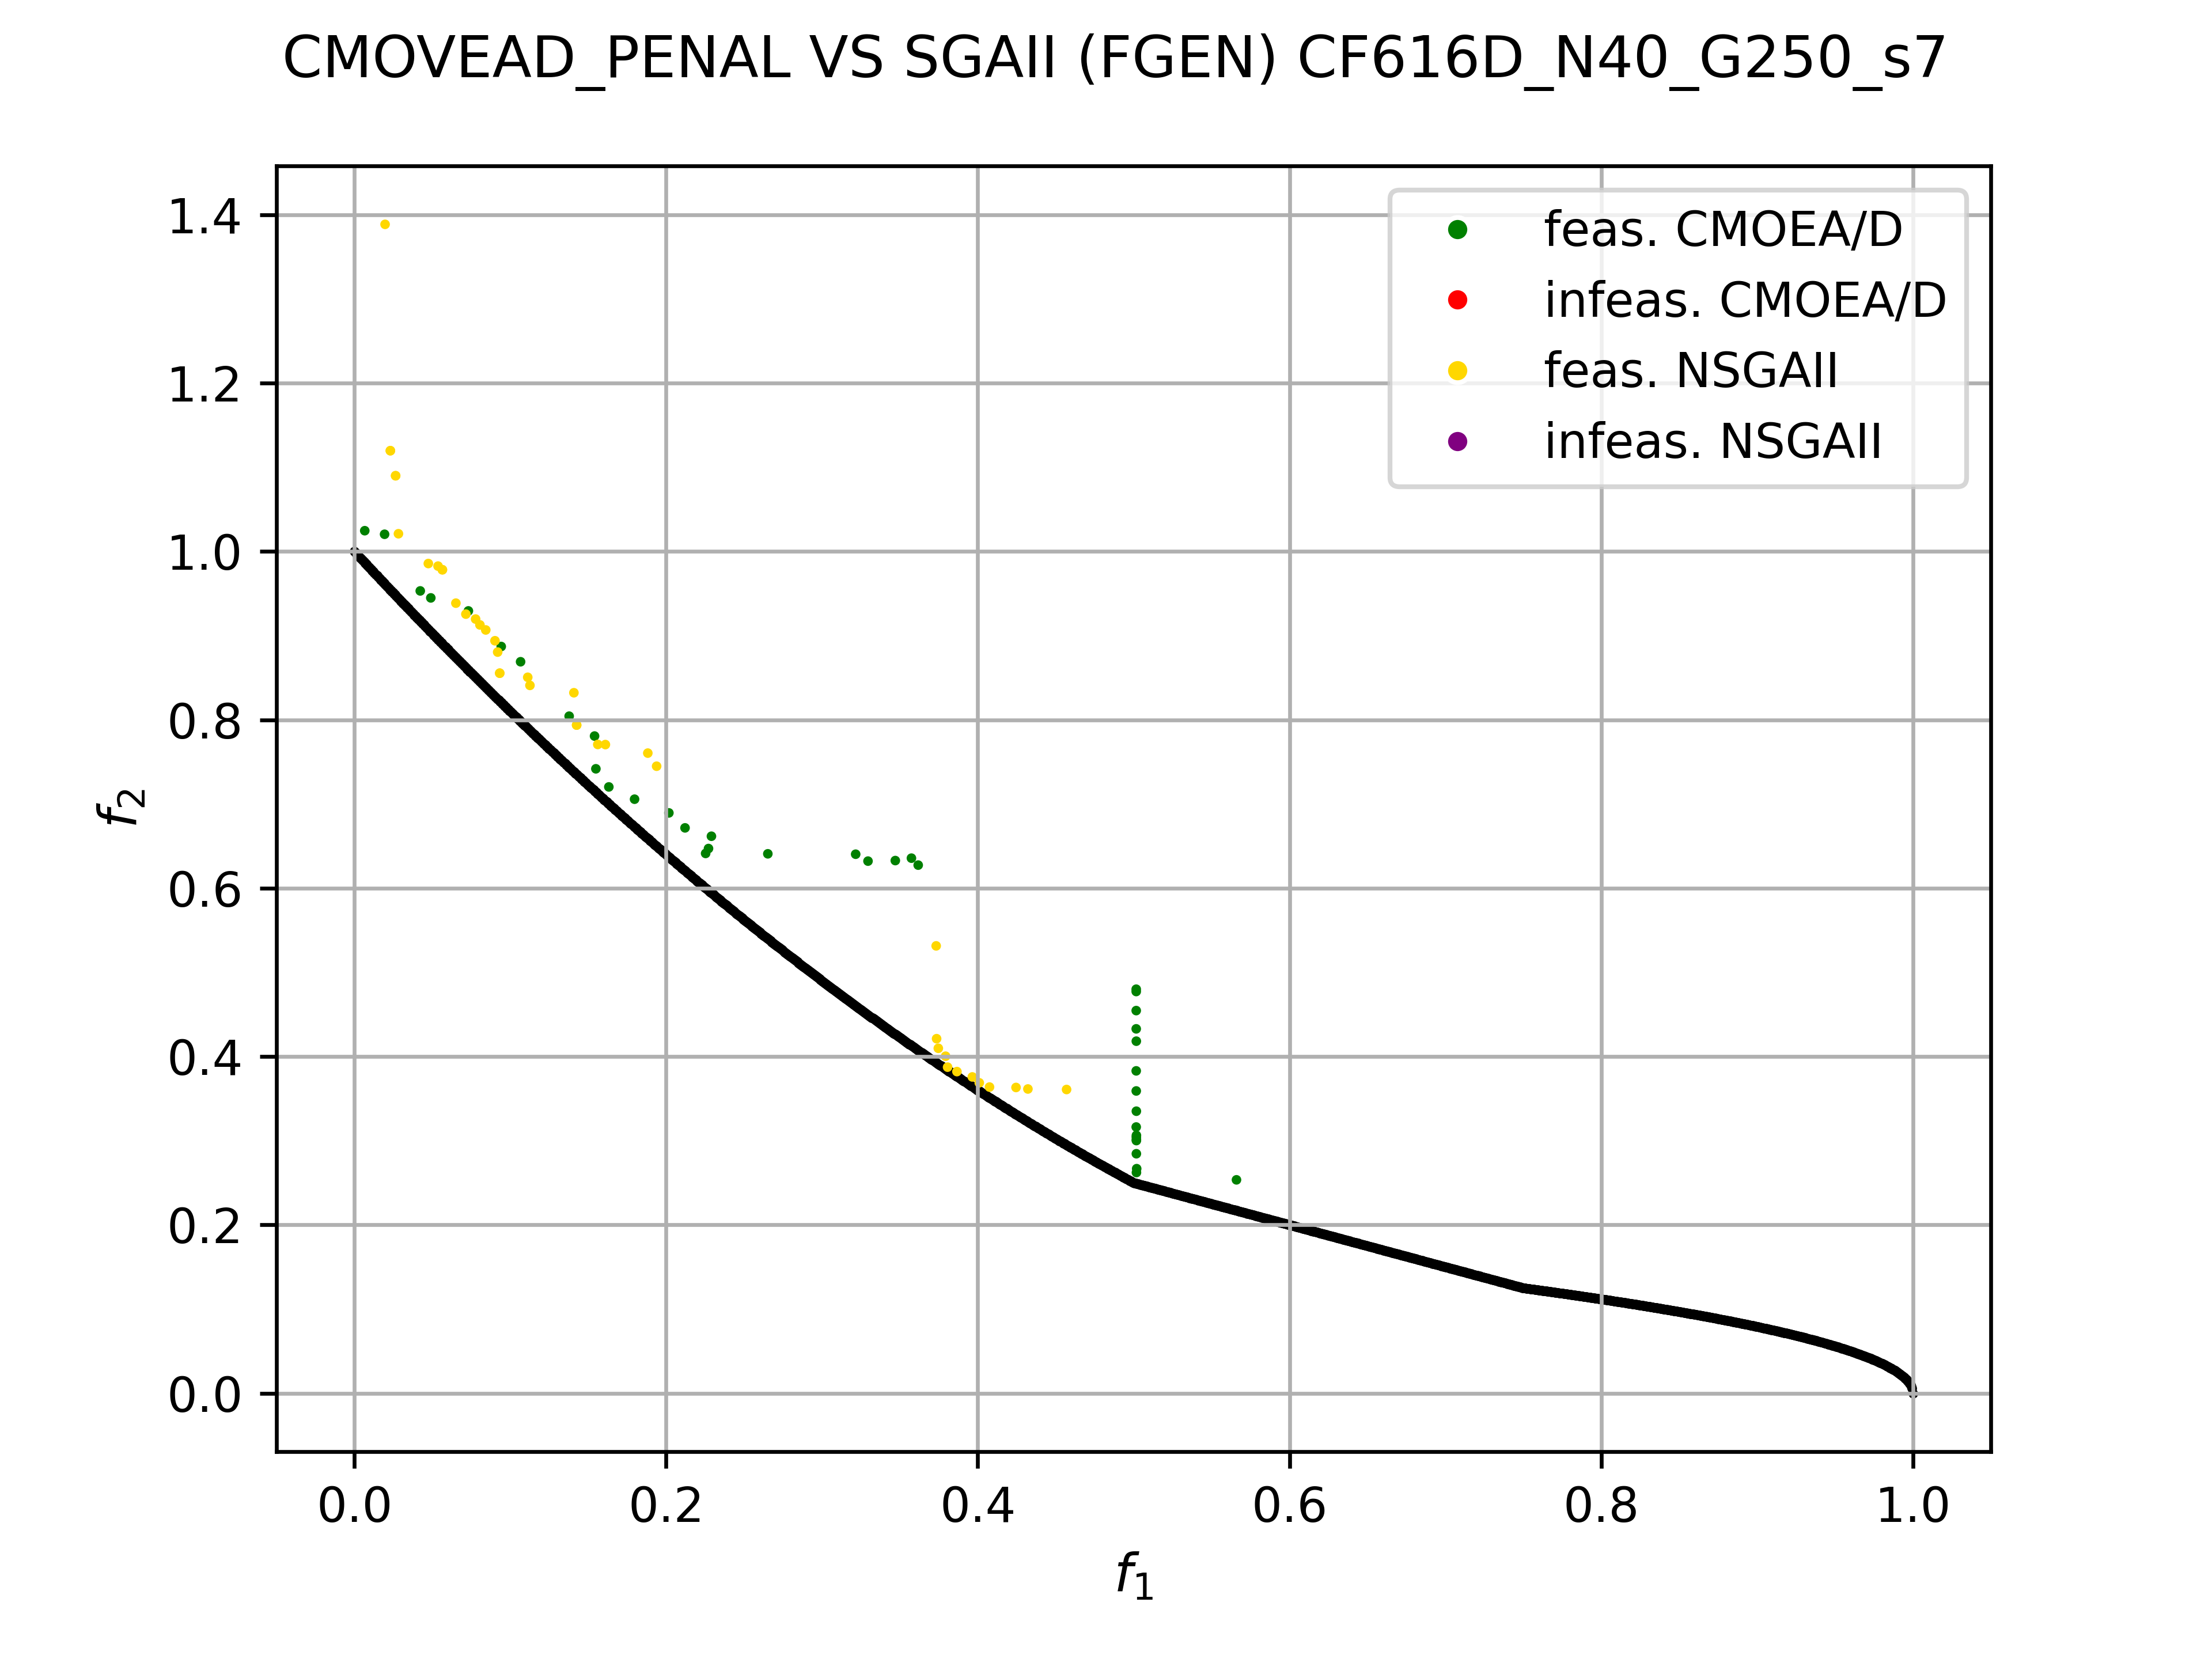 CMOVEAD_PENAL VS SGAII (FGEN) CF616D_N40_G250_s7
feas. CMOEA/D
infeas. CMOEA/D
feas. NSGAII
infeas. NSGAII
1.4
1.2
1.0
0.8
0.6
0.4
0.2
0.0
f2
0.0 0.2 0.4 0.6 0.8 1.0
f1